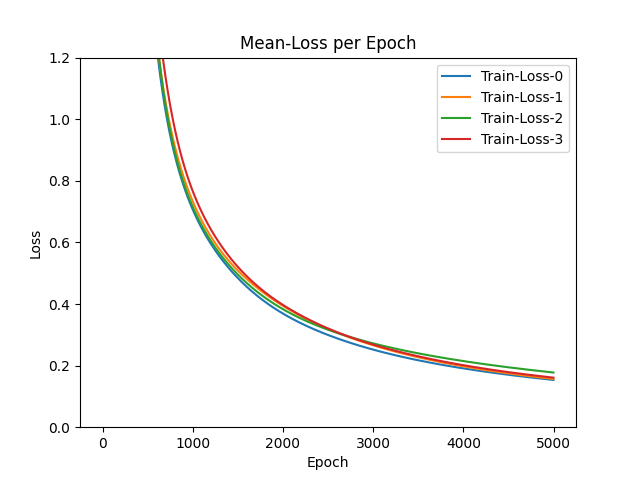 Mean-Loss per Epoch
1.2
1.0
0.8
0.6
0.4
0.2
0.0
Loss
Train-Loss-0
Train-Loss-1
Train-Loss-2
Train-Loss-3
0 1000 2000 3000 4000 5000
Epoch